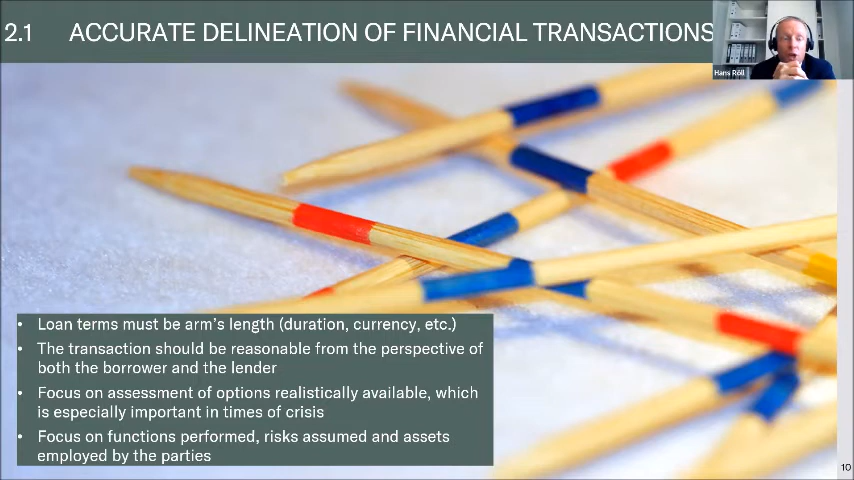 2.1 ACCURATE DELINEATION OF FINANCIAL TRANSACTIONS
Hans Röll
• Loan terms must be arm's length (duration, currency, etc.)
• The transaction should be reasonable from the perspective of
both the borrower and the lender
• Focus on assessment of options realistically available, which
is especially important in times of crisis
• Focus on functions performed, risks assumed and assets
employed by the parties
10